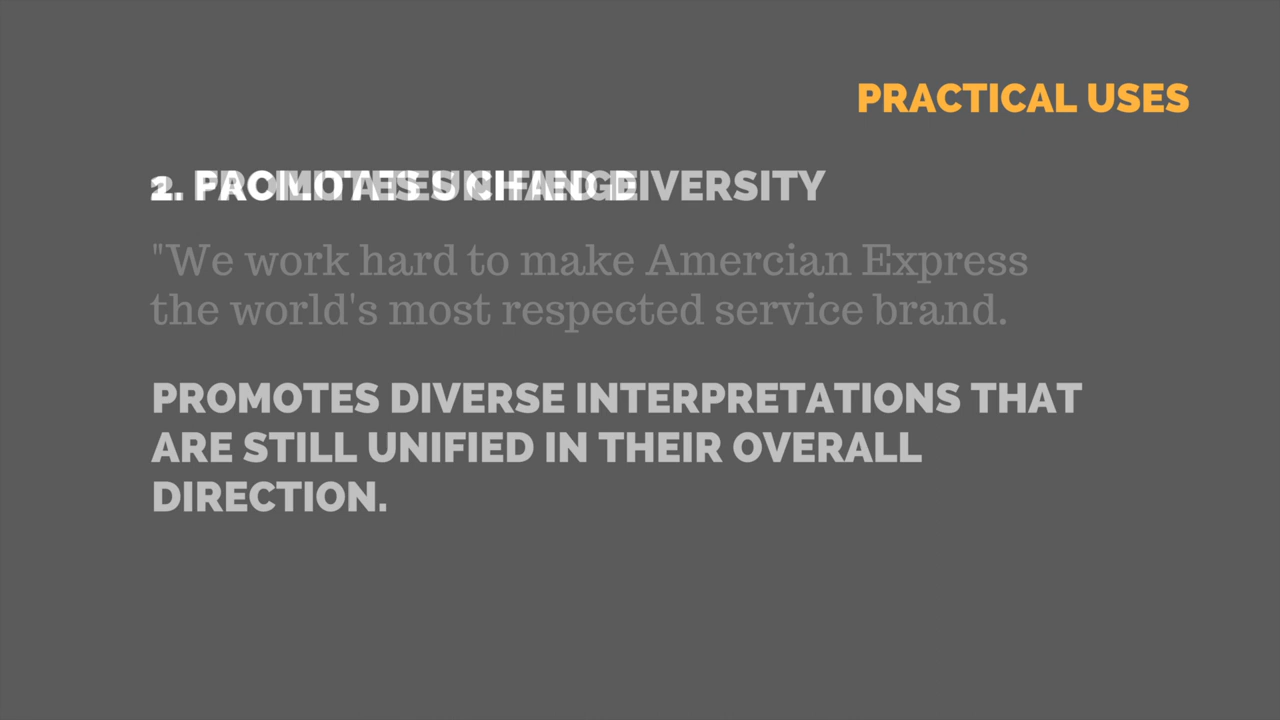 PRACTICAL USES
DIVERSITY
"We work hard to make Amercian Express
the world's most respected service brand.
PROMOTES DIVERSE INTERPRETATIONS THAT
ARE STILL UNIFIED IN THEIR OVERALL
DIRECTION.